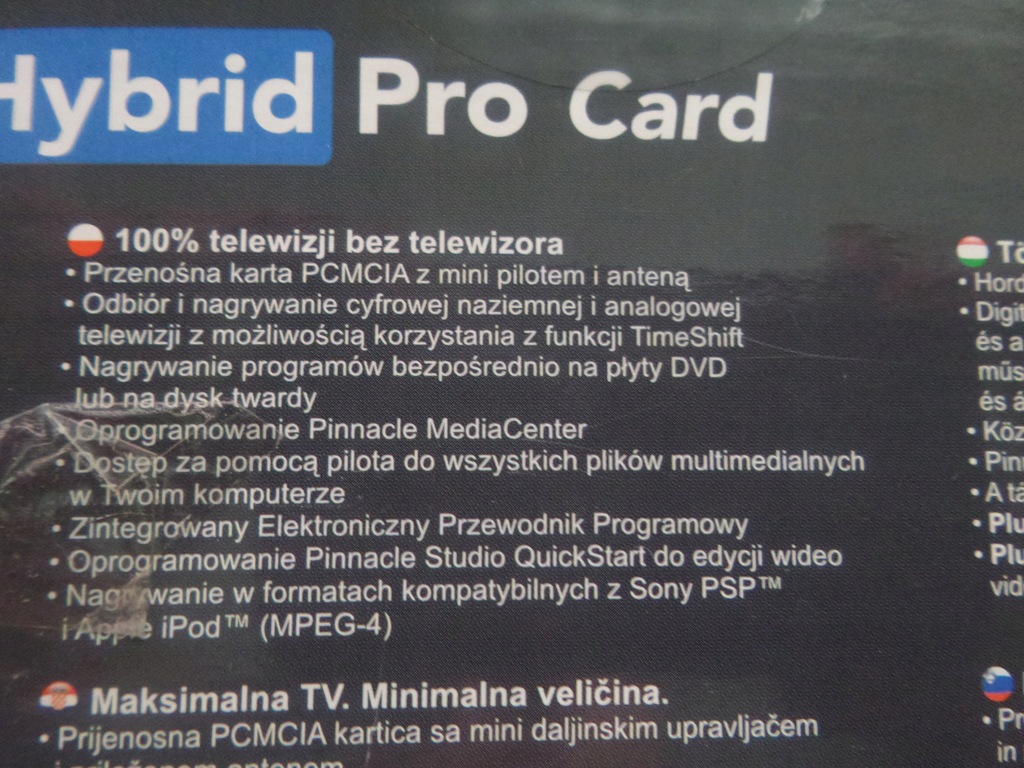 Hybrid Pro Card
100% telewizji bez telewizora
• Przenośna karta PCMCIA z mini pilotem i anteną
• Odbiór i nagrywanie cyfrowej naziemnej i analogowej
telewizji z możliwością korzystania z funkcji TimeShift
• Nagrywanie programów bezpośrednio na płyty DVD
lub na dysk twardy
Oprogramowanie Pinnacle MediaCenter
• Dostęp za pomocą pilota do wszystkich plików multimedialnych
w Twoim komputerze
• Zintegrowany Elektroniczny Przewodnik Programowy
• Oprogramowanie Pinnacle Studio QuickStart do edycji wideo
• Nagrywanie w formatach kompatybilnych z Sony PSP™
i Apple iPod™ (MPEG-4)
Maksimalna TV. Minimalna veličina.
• Prijenosna PCMCIA kartica sa mini daljinskim upravljačem
•
•
és a
és á
•
•
• A
•
•
•
in